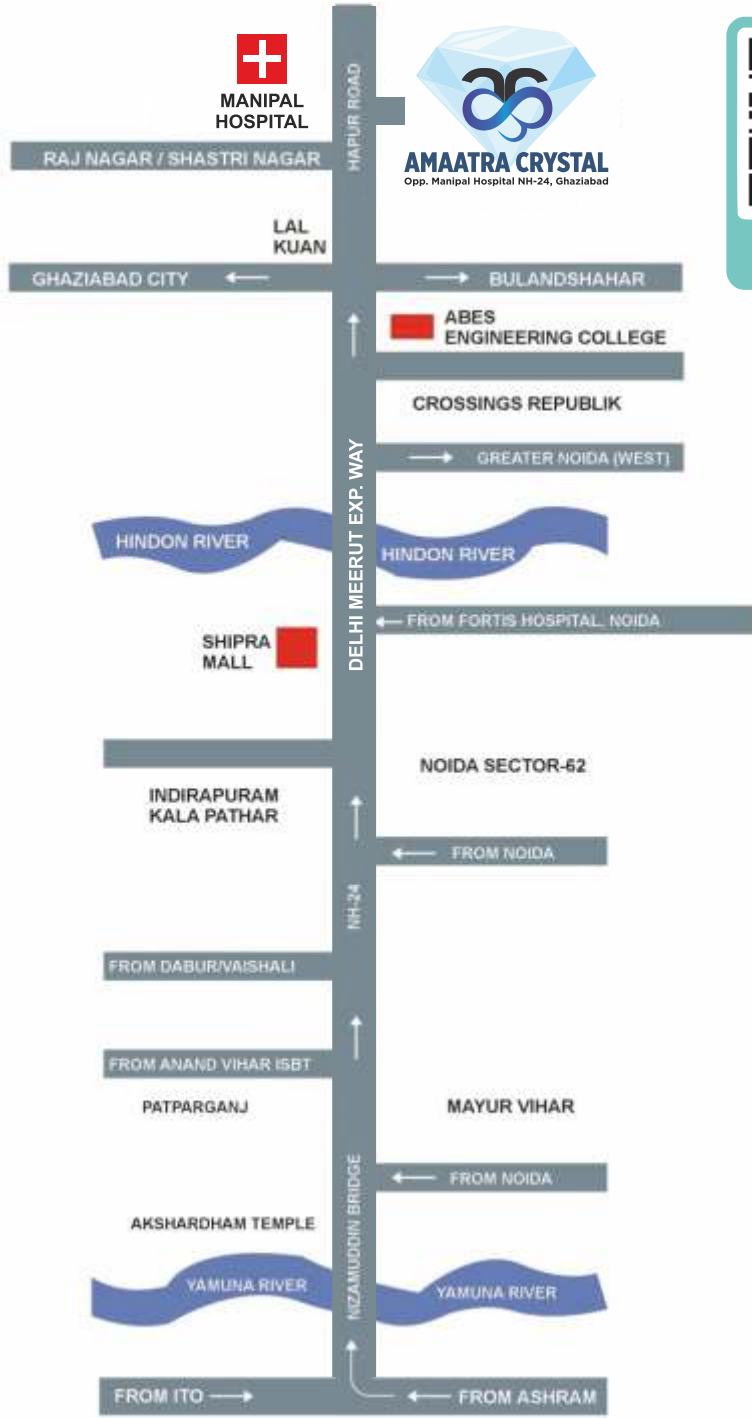 MANIPAL
HOSPITAL
HAPUR ROAD
AMAATRA CRYSTAL
Opp. Manipal Hospital NH-24, Ghaziabad
RAJ NAGAR / SHASTRI NAGAR
LAL
KUAN
GHAZIABAD CITY
BULANDSHAHAR
ABES
ENGINEERING COLLEGE
CROSSINGS REPUBLIK
GREATER NOIDA (WEST)
DELHI MEERUT EXP. WAY
HINDON RIVER
HINDON RIVER
FROM FORTIS HOSPITAL, NOIDA
SHIPRA
MALL
NOIDA SECTOR-62
INDIRAPURAM
KALA PATHAR
FROM NOIDA
NH-24
FROM DABUR/VAISHALI
FROM ANAND VIHAR ISBT
PATPARGANJ
MAYUR VIHAR
NIZAMUDDIN BRIDGE
FROM NOIDA
AKSHARDHAM TEMPLE
YAMUNA RIVER
YAMUNA RIVER
FROM ITO
FROM ASHRAM